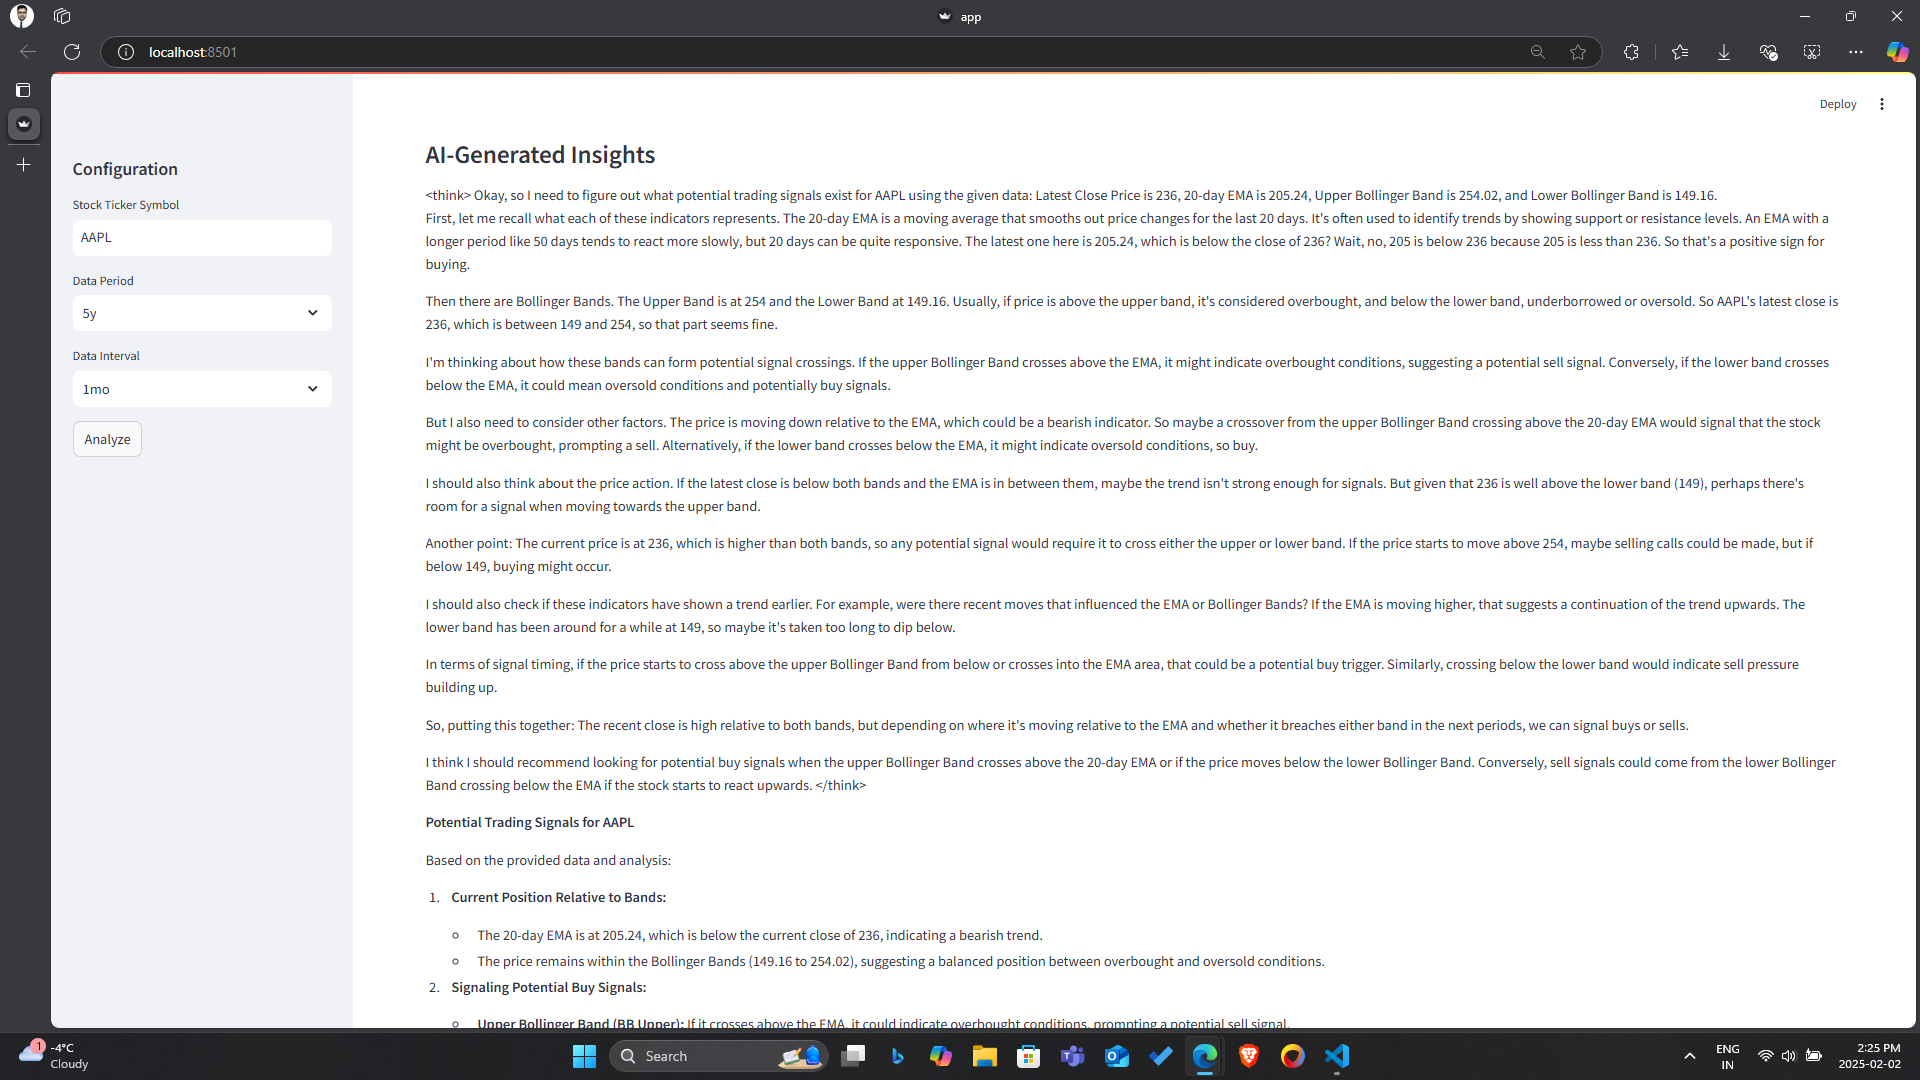 app
localhost:8501
Deploy
Configuration
Stock Ticker Symbol
AAPL
Data Period
5y
Data Interval
1mo
Analyze
AI-Generated Insights
<think> Okay, so I need to figure out what potential trading signals exist for AAPL using the given data: Latest Close Price is 236, 20-day EMA is 205.24, Upper Bollinger Band is 254.02, and Lower Bollinger Band is 149.16.
First, let me recall what each of these indicators represents. The 20-day EMA is a moving average that smooths out price changes for the last 20 days. It's often used to identify trends by showing support or resistance levels. An EMA with a
longer period like 50 days tends to react more slowly, but 20 days can be quite responsive. The latest one here is 205.24, which is below the close of 236? Wait, no, 205 is below 236 because 205 is less than 236. So that's a positive sign for
buying.
Then there are Bollinger Bands. The Upper Band is at 254 and the Lower Band at 149.16. Usually, if price is above the upper band, it's considered overbought, and below the lower band, underborrowed or oversold. So AAPL's latest close is
236, which is between 149 and 254, so that part seems fine.
I'm thinking about how these bands can form potential signal crossings. If the upper Bollinger Band crosses above the EMA, it might indicate overbought conditions, suggesting a potential sell signal. Conversely, if the lower band crosses
below the EMA, it could mean oversold conditions and potentially buy signals.
But I also need to consider other factors. The price is moving down relative to the EMA, which could be a bearish indicator. So maybe a crossover from the upper Bollinger Band crossing above the 20-day EMA would signal that the stock
might be overbought, prompting a sell. Alternatively, if the lower band crosses below the EMA, it might indicate oversold conditions, so buy.
I should also think about the price action. If the latest close is below both bands and the EMA is in between them, maybe the trend isn't strong enough for signals. But given that 236 is well above the lower band (149), perhaps there's
room for a signal when moving towards the upper band.
Another point: The current price is at 236, which is higher than both bands, so any potential signal would require it to cross either the upper or lower band. If the price starts to move above 254, maybe selling calls could be made, but if
below 149, buying might occur.
I should also check if these indicators have shown a trend earlier. For example, were there recent moves that influenced the EMA or Bollinger Bands? If the EMA is moving higher, that suggests a continuation of the trend upwards. The
lower band has been around for a while at 149, so maybe it's taken too long to dip below.
In terms of signal timing, if the price starts to cross above the upper Bollinger Band from below or crosses into the EMA area, that could be a potential buy trigger. Similarly, crossing below the lower band would indicate sell pressure
building up.
So, putting this together: The recent close is high relative to both bands, but depending on where it's moving relative to the EMA and whether it breaches either band in the next periods, we can signal buys or sells.
I think I should recommend looking for potential buy signals when the upper Bollinger Band crosses above the 20-day EMA or if the price moves below the lower Bollinger Band. Conversely, sell signals could come from the lower Bollinger
Band crossing below the EMA if the stock starts to react upwards. </think>
Potential Trading Signals for AAPL
Based on the provided data and analysis:
1. Current Position Relative to Bands:
The 20-day EMA is at 205.24, which is below the current close of 236, indicating a bearish trend.
The price remains within the Bollinger Bands (149.16 to 254.02), suggesting a balanced position between overbought and oversold conditions.
2. Signaling Potential Buy Signals:
Upper Bollinger Band (BB Upper): If it crosses above the EMA, it could indicate overbought conditions, prompting a potential sell signal.
1
-4°C
Cloudy
Search
ENG
IN
2:25 PM
2025-02-02